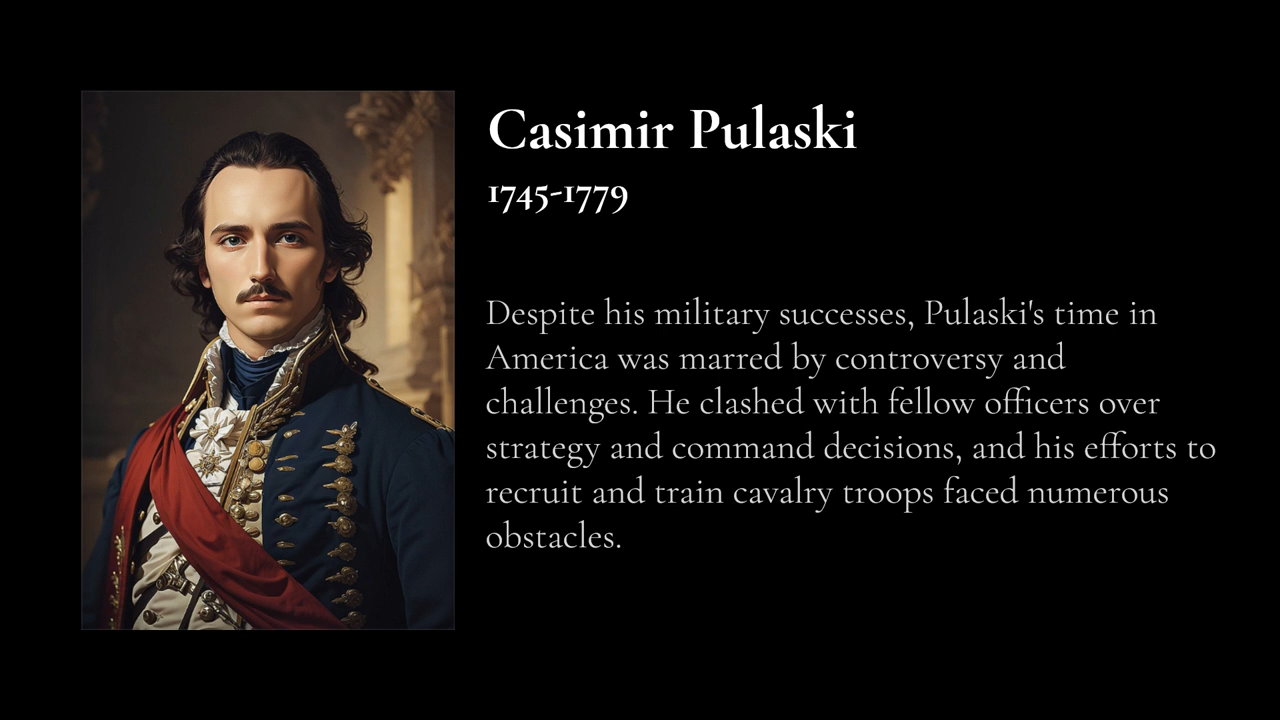 Casimir Pulaski
1745-1779
Despite his military successes, Pulaski's time in
America was marred by controversy and
challenges. He clashed with fellow officers over
strategy and command decisions, and his efforts to
recruit and train cavalry troops faced numerous
obstacles.